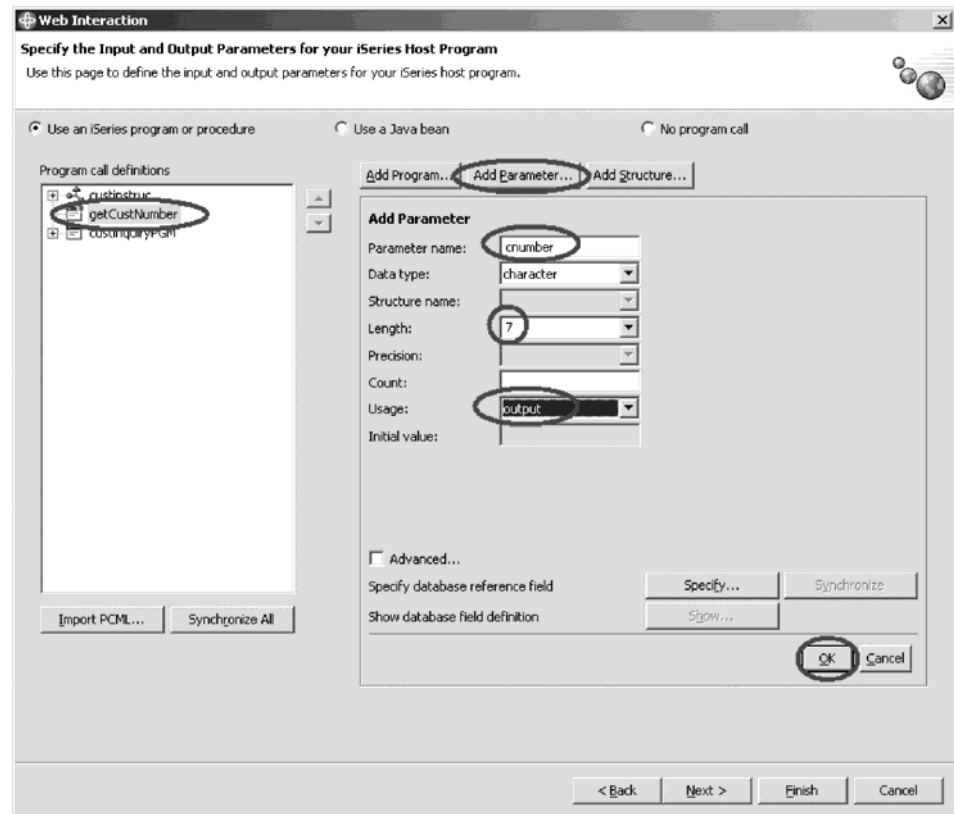 Web Interaction
Specify the Input and Output Parameters for your iSeries Host Program
Use this page to define the input and output parameters for your iSeries host program.
Use an iSeries program or procedure
Use a Java bean
No program call
Program call definitions
Add Program...
Add Parameter...
Add Structure...
custinstruc
getCustNumber
custinquiryPGM
Add Parameter
Parameter name: cnumber
Data type: character
Structure name:
Length: 7
Precision:
Count:
Usage: output
Initial value:
Advanced...
Specify database reference field
Specify...
Synchronize
Show database field definition
Show...
Import PCML...
Synchronize All
OK
Cancel
< Back
Next >
Finish
Cancel